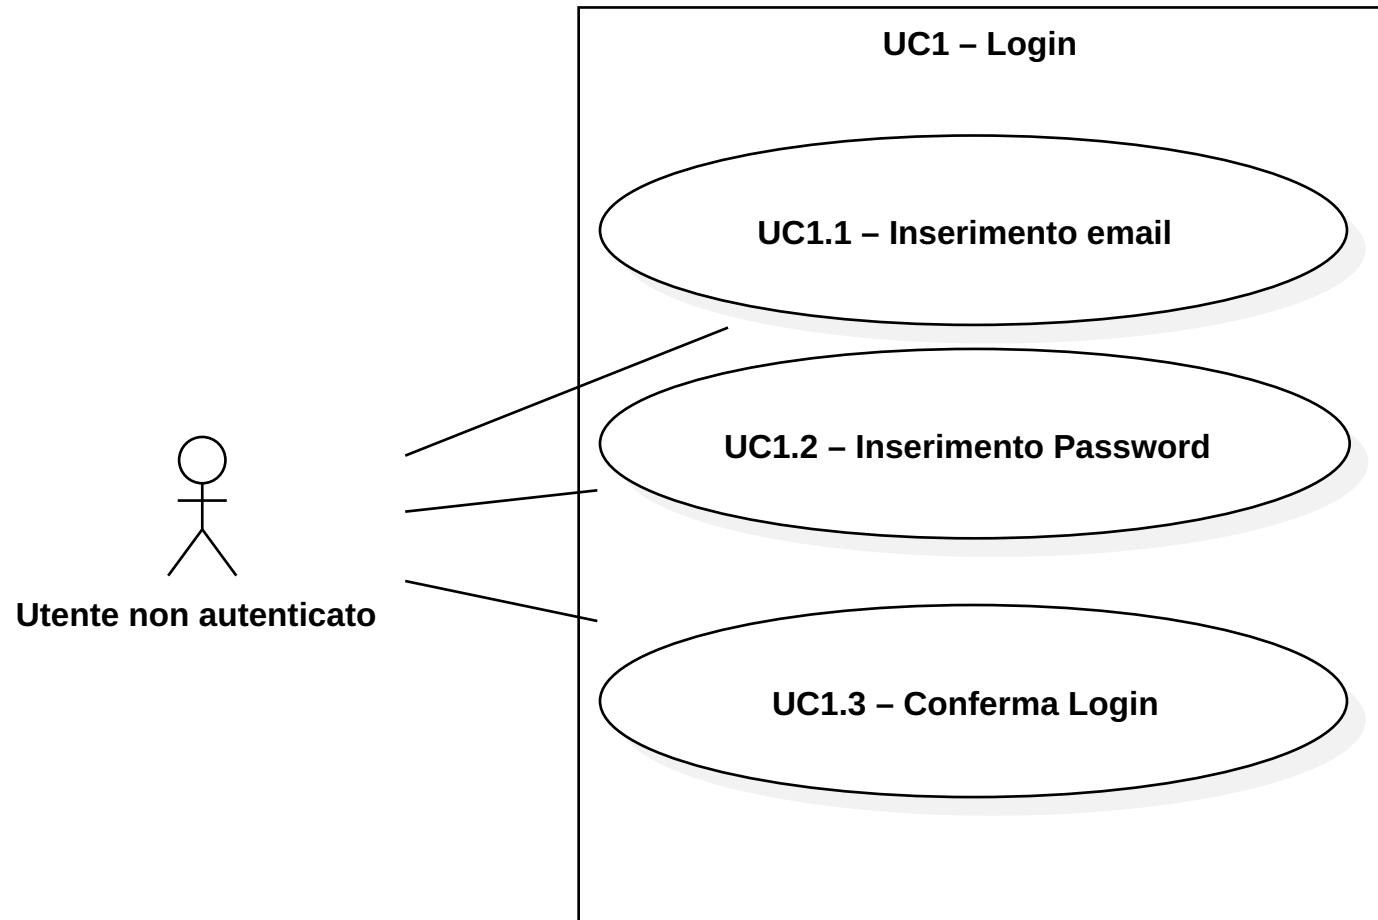 UC1 – Login
UC1.1 – Inserimento email
UC1.2 – Inserimento Password
Utente non autenticato
UC1.3 – Conferma Login